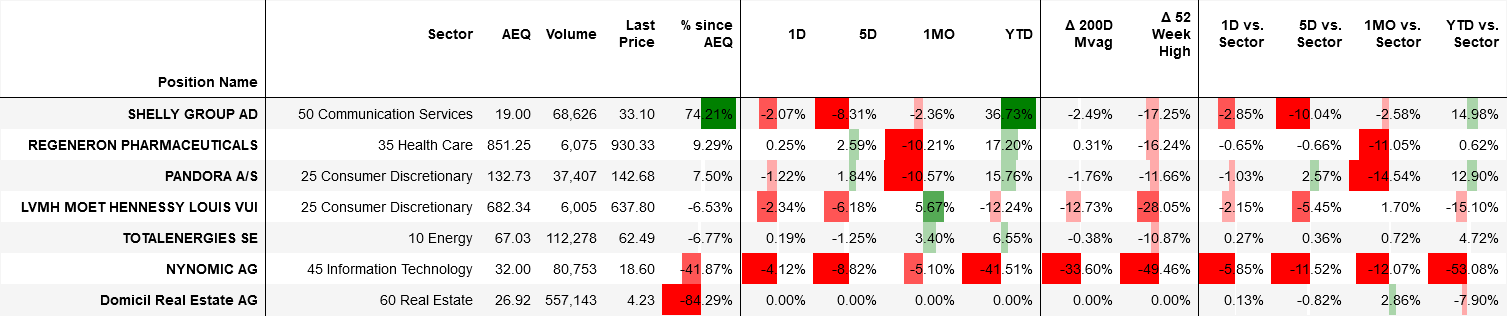 Position Name Sector AEQ Volume Last Price % since AEQ 1D 5D 1MO YTD Δ 200D Mvag Δ 52 Week High 1D vs. Sector 5D vs. Sector 1MO vs. Sector YTD vs. Sector
SHELLY GROUP AD 50 Communication Services 19.00 68,626 33.10 74.21% -2.07% -8.31% -2.36% 36.73% -2.49% -17.25% -2.85% -10.04% -2.58% 14.98%
REGENERON PHARMACEUTICALS 35 Health Care 851.25 6,075 930.33 9.29% 0.25% 2.59% -10.21% 17.20% 0.31% -16.24% -0.65% -0.66% -11.05% 0.62%
PANDORA A/S 25 Consumer Discretionary 132.73 37,407 142.68 7.50% -1.22% 1.84% -10.57% 15.76% -1.76% -11.66% -1.03% 2.57% -14.54% 12.90%
LVMH MOET HENNESSY LOUIS VUI 25 Consumer Discretionary 682.34 6,005 637.80 -6.53% -2.34% -6.18% 5.67% -12.24% -12.73% -28.05% -2.15% -5.45% 1.70% -15.10%
TOTALENERGIES SE 10 Energy 67.03 112,278 62.49 -6.77% 0.19% -1.25% 3.40% 6.55% -0.38% -10.87% 0.27% 0.36% 0.72% 4.72%
NYNOMIC AG 45 Information Technology 32.00 80,753 18.60 -41.87% -4.12% -8.82% -5.10% -41.51% -33.60% -49.46% -5.85% -11.52% -12.07% -53.08%
Domicil Real Estate AG 60 Real Estate 26.92 557,143 4.23 -84.29% 0.00% 0.00% 0.00% 0.00% 0.00% 0.00% 0.13% -0.82% 2.86% -7.90%